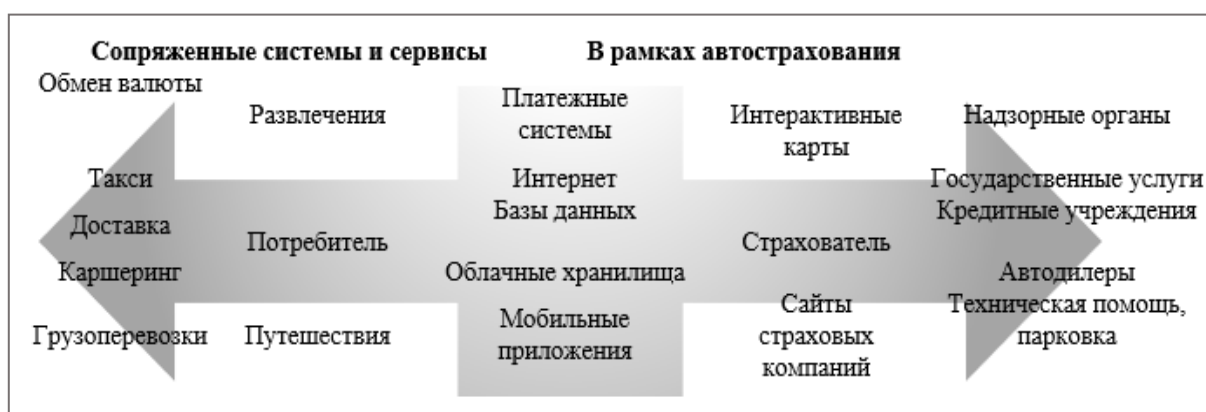 Сопряженные системы и сервисы
В рамках автострахования
Обмен валюты
Такси
Доставка
Каршеринг
Грузоперевозки
Развлечения
Потребитель
Путешествия
Платежные
системы
Интернет
Базы данных
Облачные хранилища
Мобильные
приложения
Интерактивные
карты
Страхователь
Сайты
страховых
компаний
Надзорные органы
Государственные услуги
Кредитные учреждения
Автодилеры
Техническая помощь,
парковка